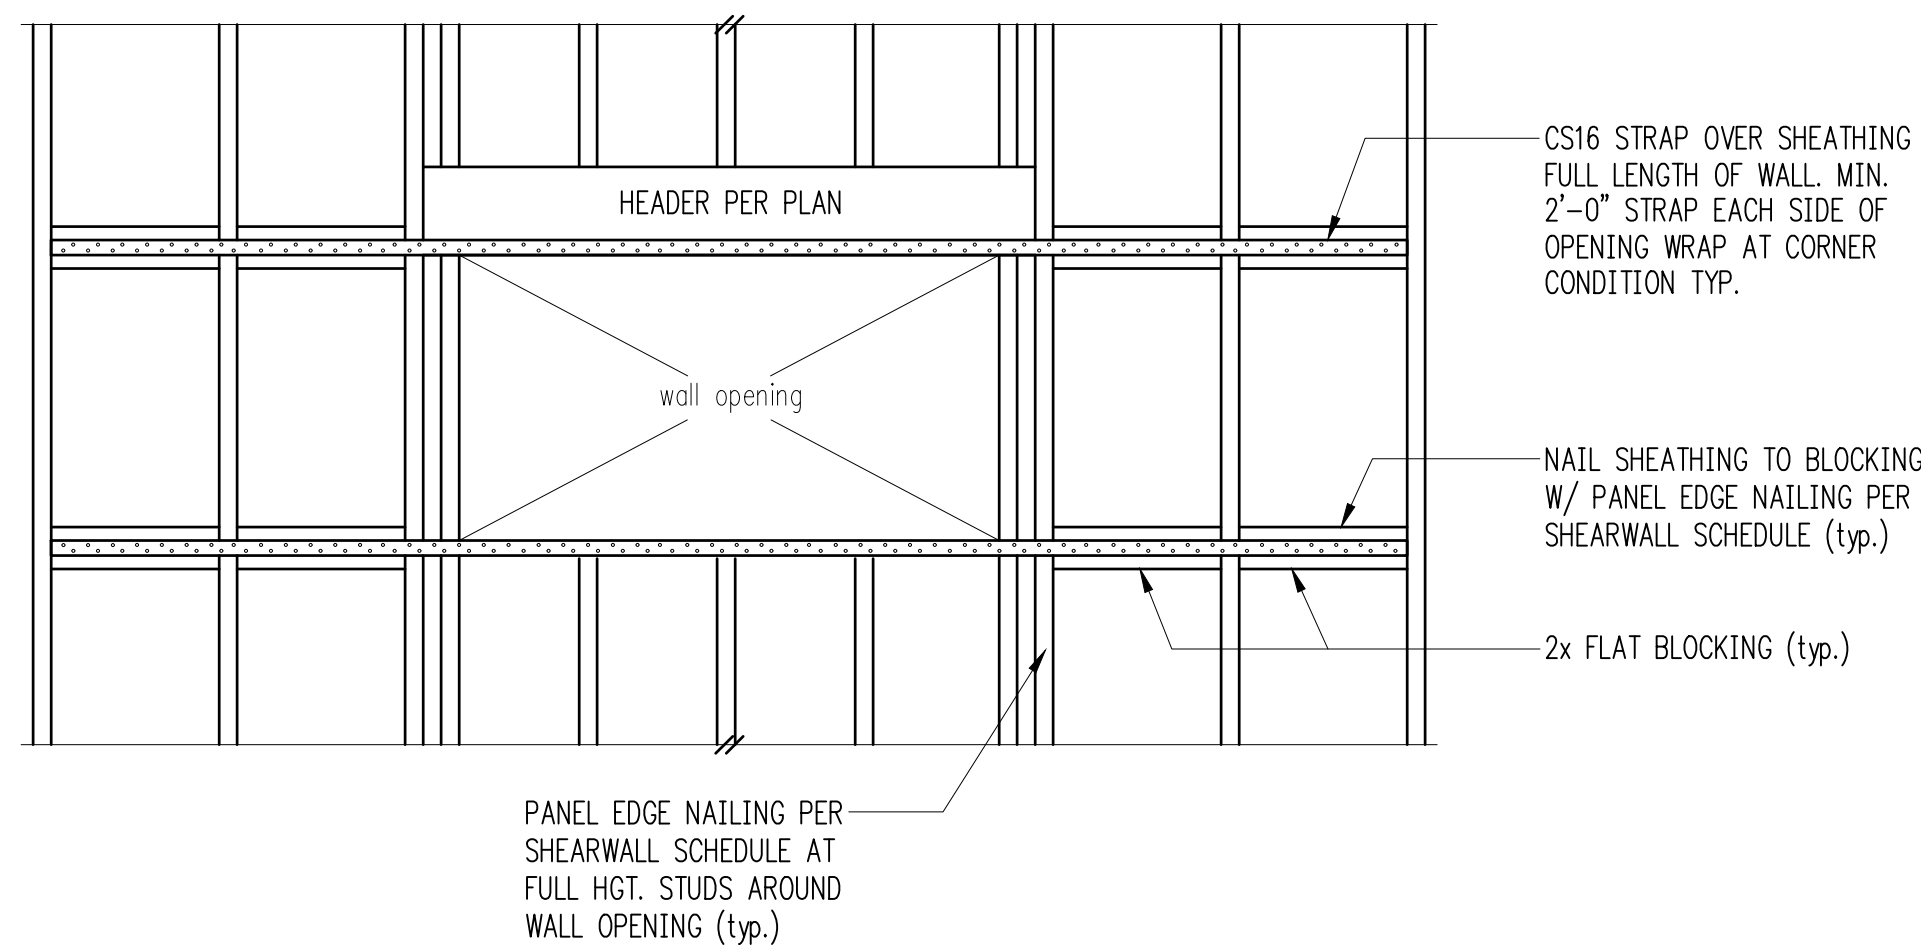 HEADER PER PLAN
CS16 STRAP OVER SHEATHING
FULL LENGTH OF WALL. MIN.
2'-0" STRAP EACH SIDE OF
OPENING WRAP AT CORNER
CONDITION TYP.
wall opening
NAIL SHEATHING TO BLOCKING
W/ PANEL EDGE NAILING PER
SHEARWALL SCHEDULE (typ.)
2x FLAT BLOCKING (typ.)
PANEL EDGE NAILING PER
SHEARWALL SCHEDULE AT
FULL HGT. STUDS AROUND
WALL OPENING (typ.)